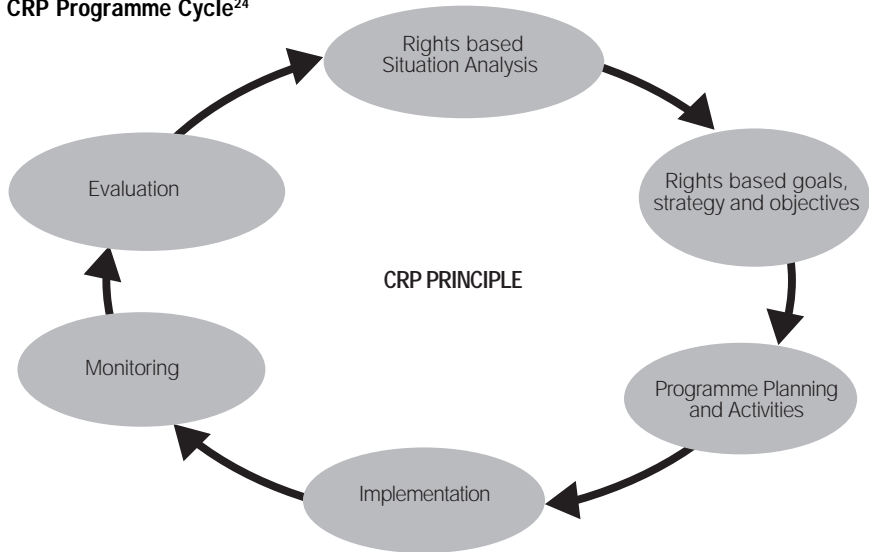 CRP Programme Cycle24
Rights based
Situation Analysis
Rights based goals,
strategy and objectives
Programme Planning
and Activities
Implementation
Monitoring
Evaluation
CRP PRINCIPLE